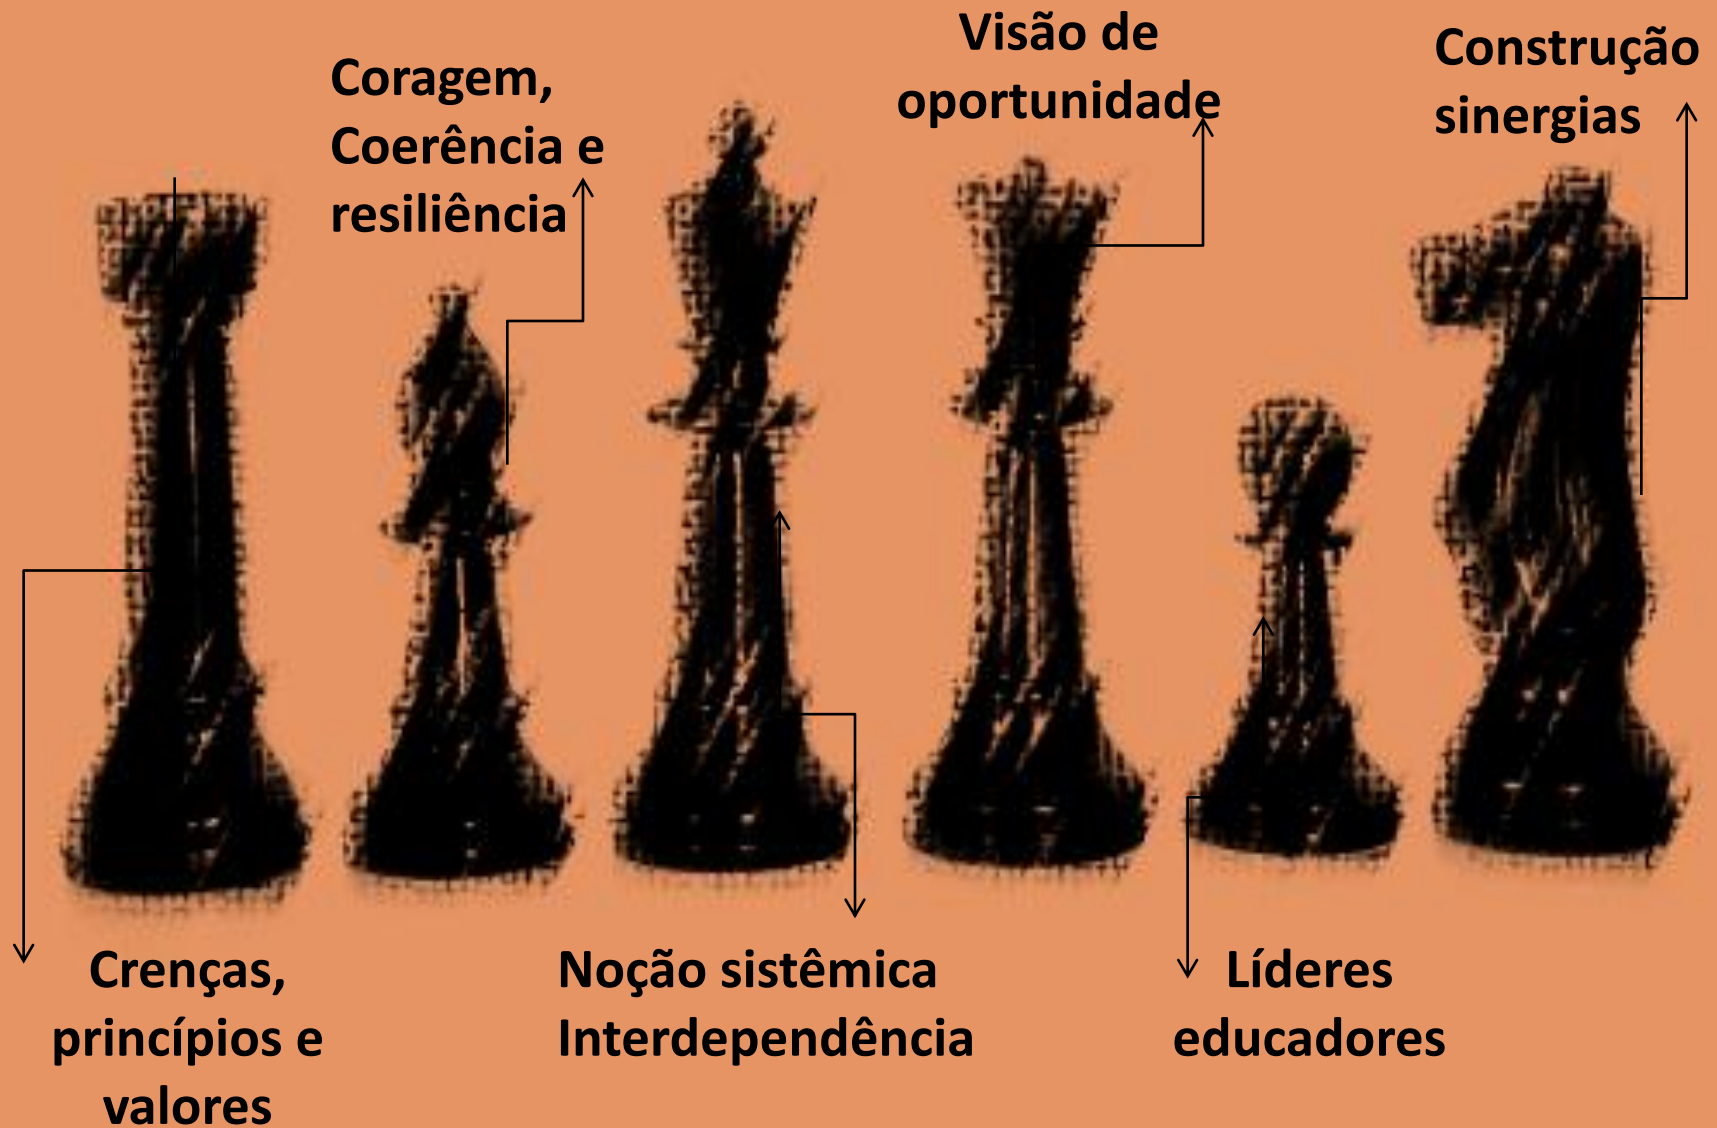 Coragem,
Coerência e
resiliência
Visão de
oportunidade
Construção
sinergias
Crenças,
princípios e
valores
Noção sistêmica
Interdependência
Líderes
educadores